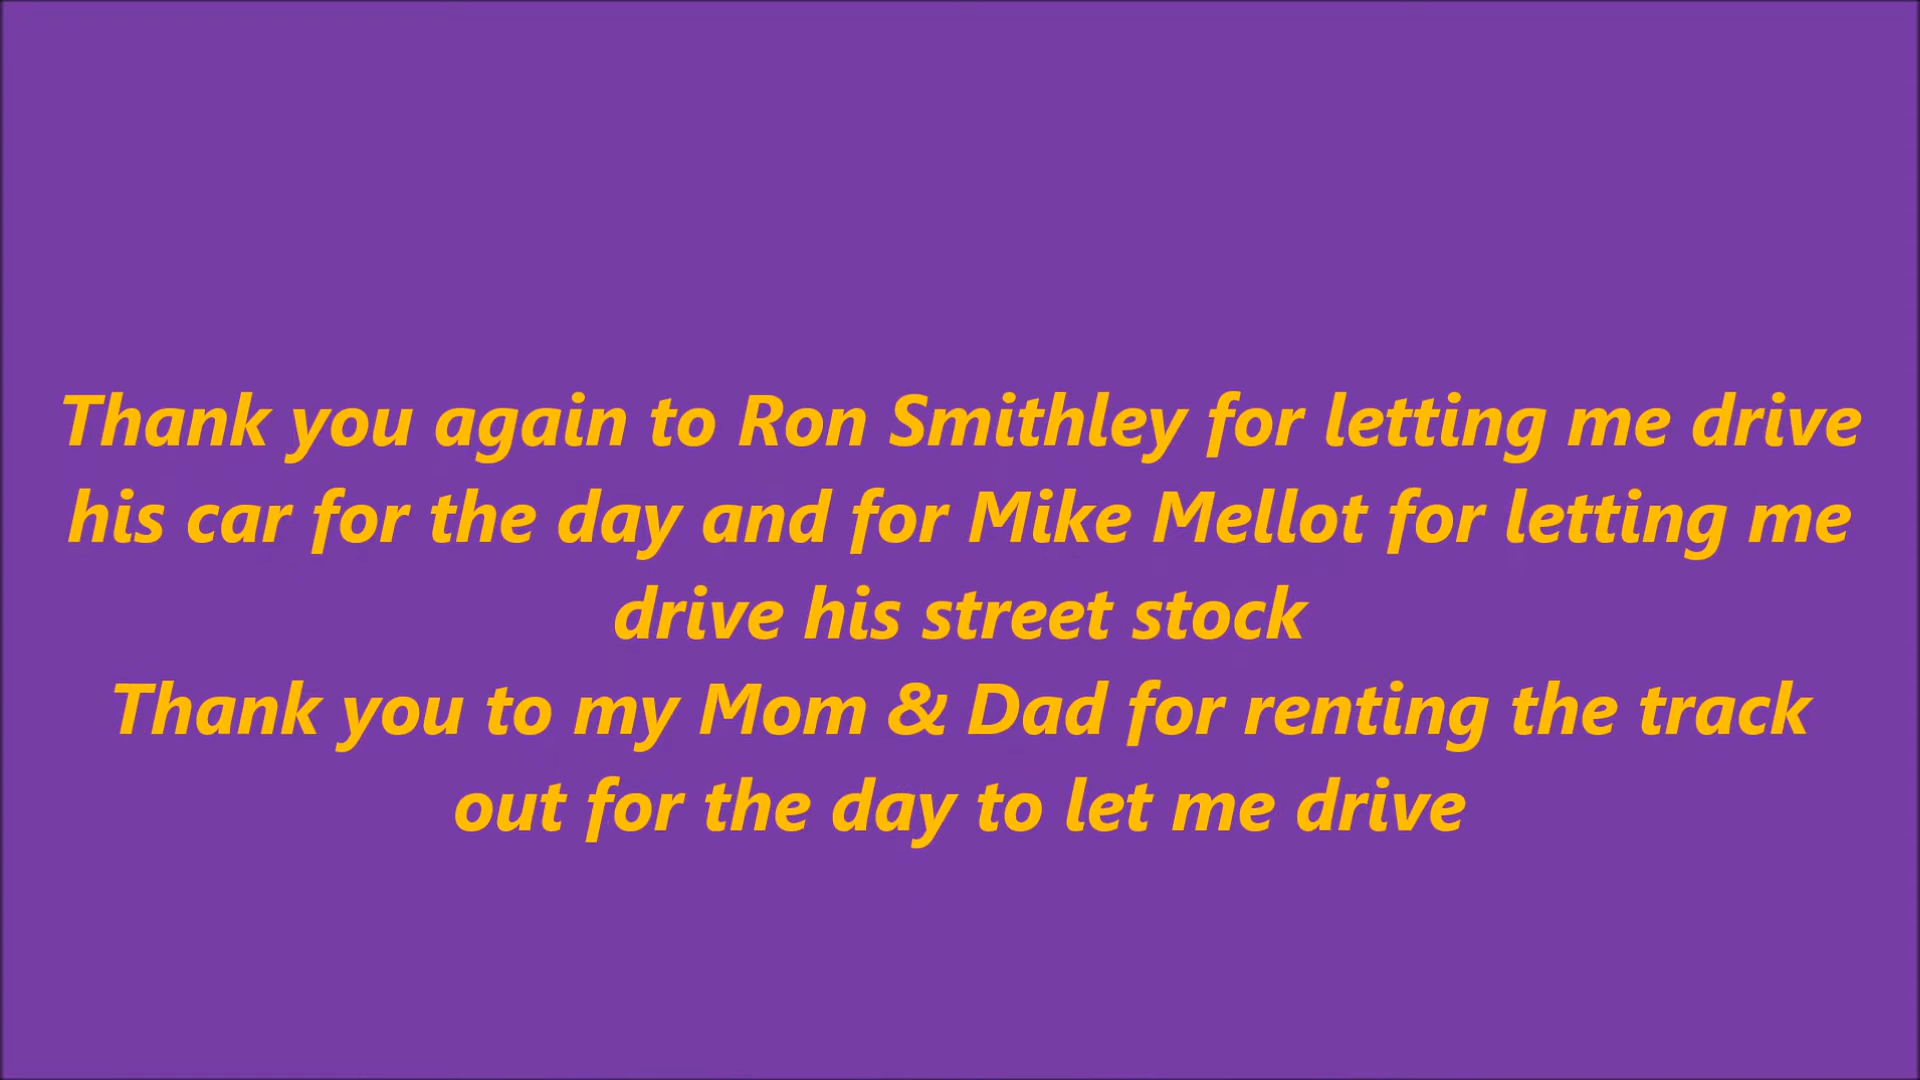 Thank you again to Ron Smithley for letting me drive
his car for the day and for Mike Mellot for letting me
drive his street stock
Thank you to my Mom & Dad for renting the track
out for the day to let me drive